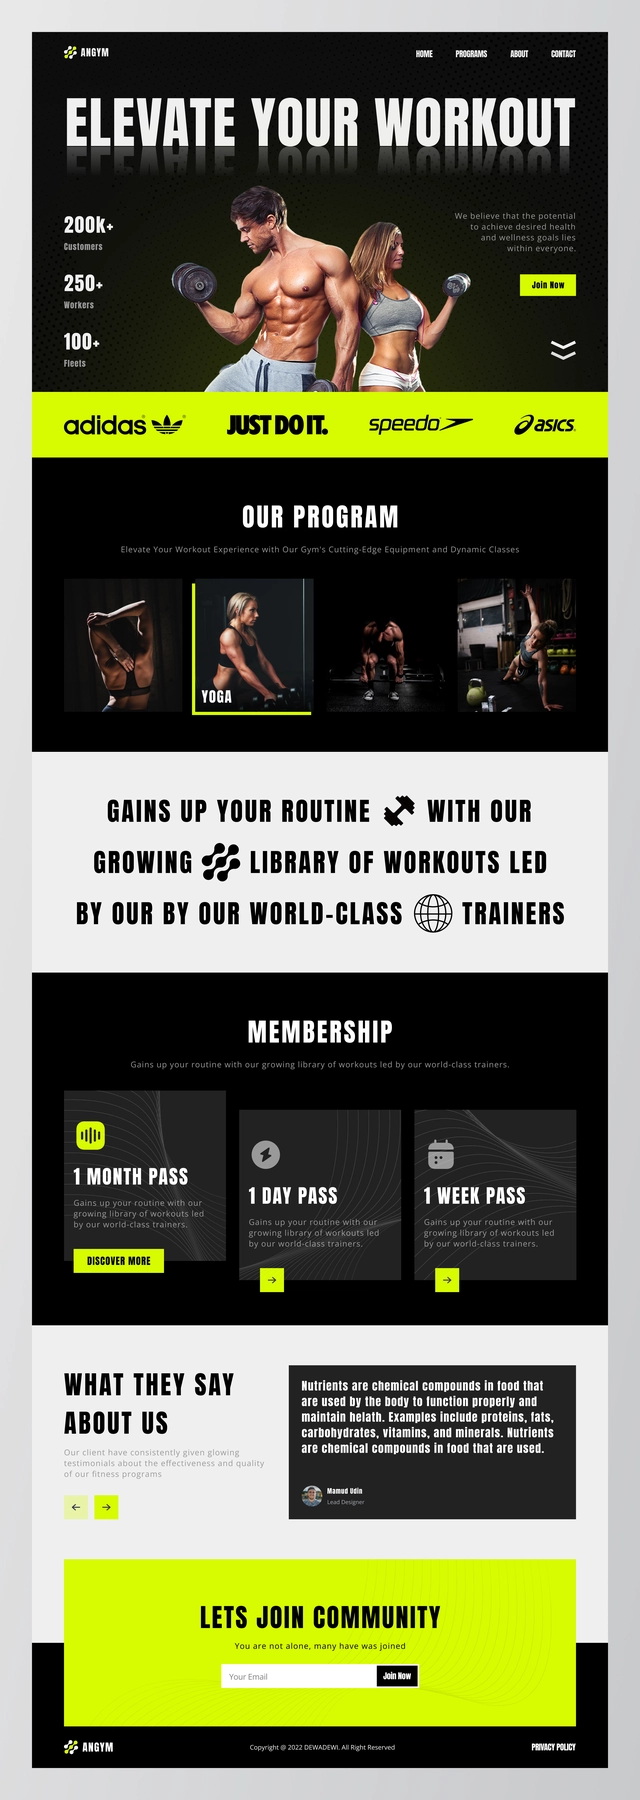 ANGYM
HOME PROGRAMS ABOUT CONTACT
ELEVATE YOUR WORKOUT
200k+
Customers
250+
Workers
100+
Fleets
We believe that the potential
to achieve desired health
and wellness goals lies
within everyone.
Join Now
adidas JUST DO IT. speedo asics
OUR PROGRAM
Elevate Your Workout Experience with Our Gym's Cutting-Edge Equipment and Dynamic Classes
YOGA
GAINS UP YOUR ROUTINE WITH OUR
GROWING LIBRARY OF WORKOUTS LED
BY OUR BY OUR WORLD-CLASS TRAINERS
MEMBERSHIP
Gains up your routine with our growing library of workouts led by our world-class trainers.
1 MONTH PASS
Gains up your routine with our
growing library of workouts led
by our world-class trainers.
DISCOVER MORE
1 DAY PASS
Gains up your routine with our
growing library of workouts led
by our world-class trainers.
1 WEEK PASS
Gains up your routine with our
growing library of workouts led
by our world-class trainers.
WHAT THEY SAY
ABOUT US
Our client have consistently given glowing
testimonials about the effectiveness and quality
of our fitness programs
Nutrients are chemical compounds in food that
are used by the body to function properly and
maintain helath. Examples include proteins, fats,
carbohydrates, vitamins, and minerals. Nutrients
are chemical compounds in food that are used.
Mamud Udin
Lead Designer
LETS JOIN COMMUNITY
You are not alone, many have was joined
Your Email
Join Now
ANGYM
Copyright @ 2022 DEWADEWI. All Right Reserved
PRIVACY POLICY